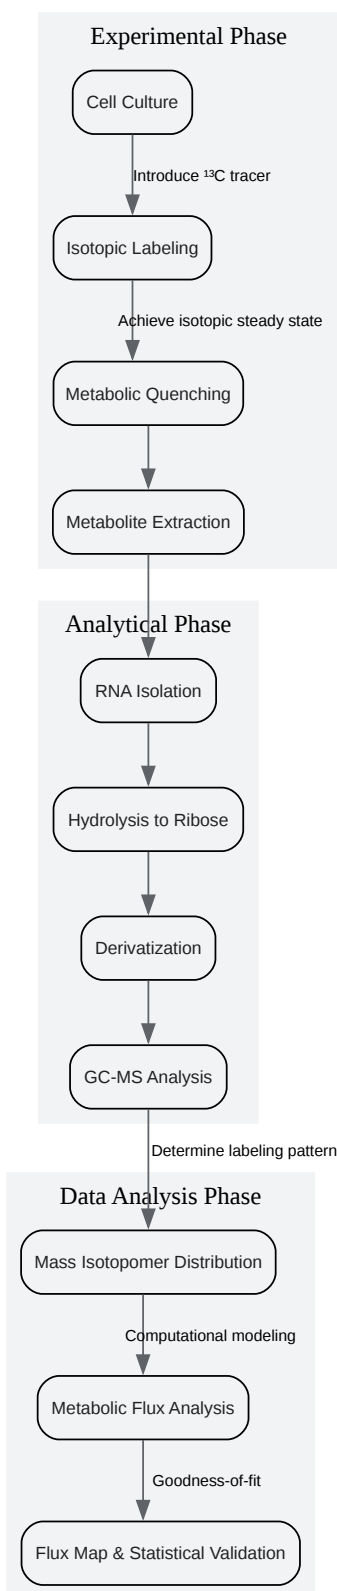 Experimental Phase
Cell Culture
Introduce ¹³C tracer
Isotopic Labeling
Achieve isotopic steady state
Metabolic Quenching
Metabolite Extraction
Analytical Phase
RNA Isolation
Hydrolysis to Ribose
Derivatization
GC-MS Analysis
Determine labeling pattern
Data Analysis Phase
Mass Isotopomer Distribution
Computational modeling
Metabolic Flux Analysis
Goodness-of-fit
Flux Map & Statistical Validation